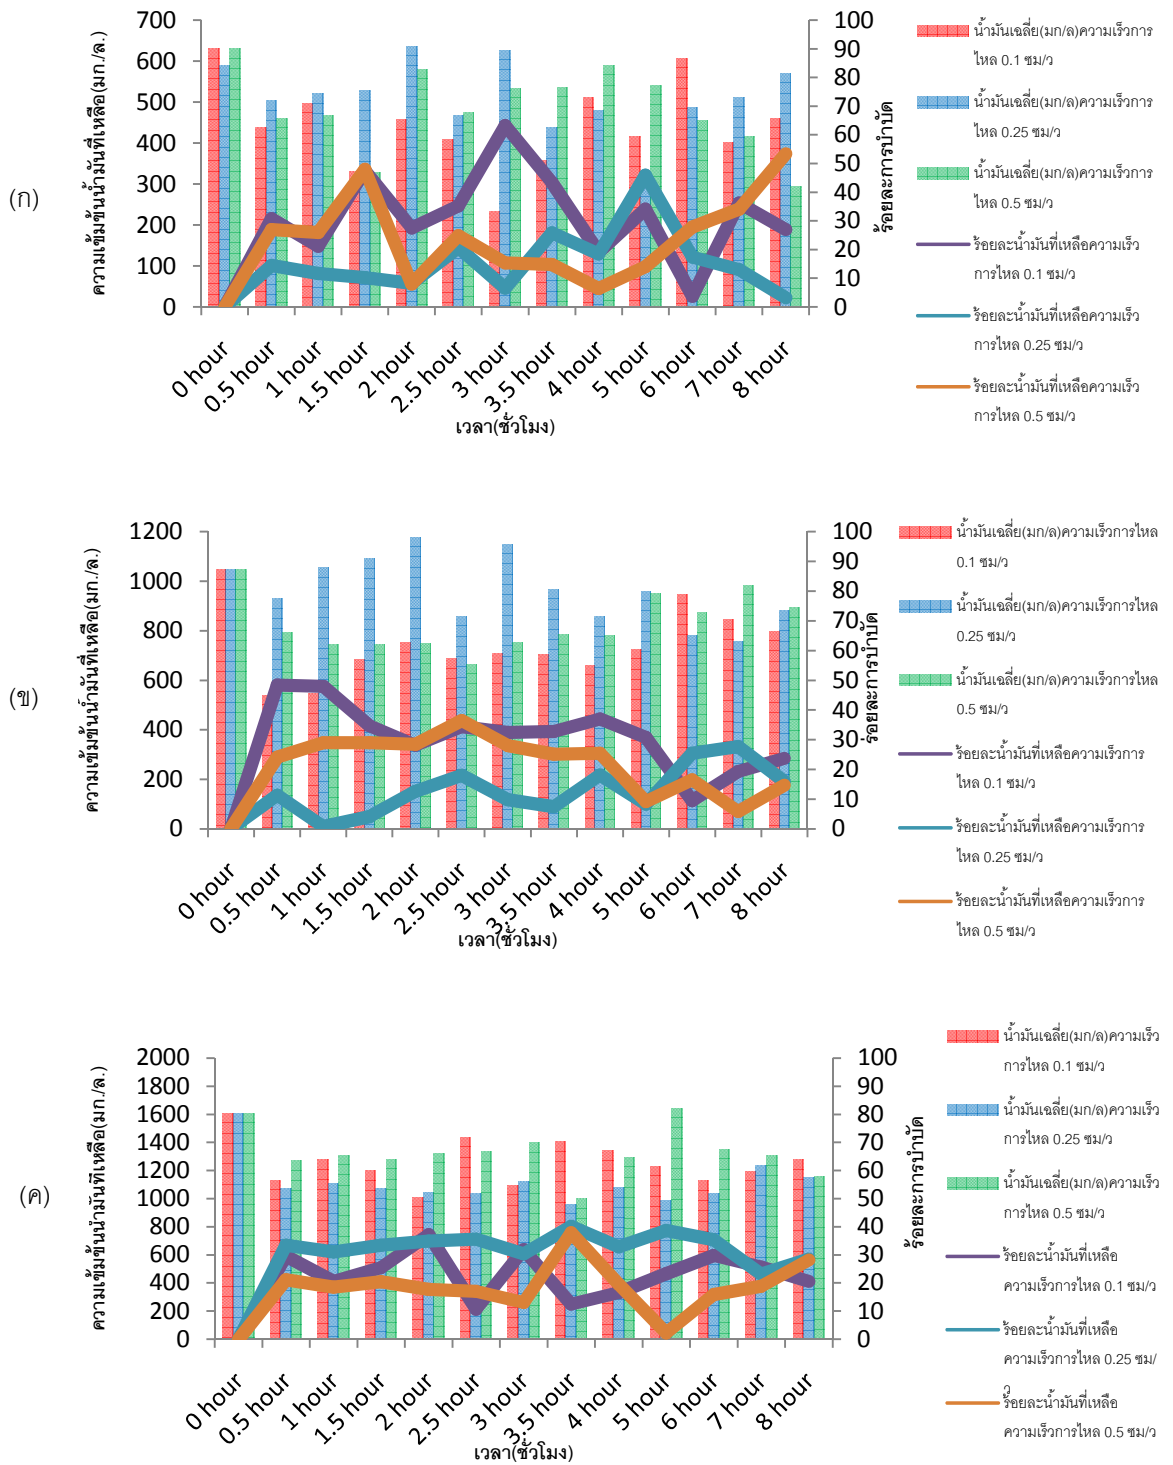 (ก)
ความเข้มข้นน้ำมันที่เหลือ(มก./ล.)
700
600
500
400
300
200
100
0
100
90
80
70
60
50
40
30
20
10
0
ร้อยละการบำบัด
0 hour
0.5 hour
1 hour
1.5 hour
2 hour
2.5 hour
3 hour
3.5 hour
4 hour
5 hour
6 hour
7 hour
8 hour
เวลา(ชั่วโมง)
น้ำมันเฉลี่ย(มก/ล)ความเร็วการ
ไหล 0.1 ซม/ว
น้ำมันเฉลี่ย(มก/ล)ความเร็วการ
ไหล 0.25 ซม/ว
น้ำมันเฉลี่ย(มก/ล)ความเร็วการ
ไหล 0.5 ซม/ว
ร้อยละน้ำมันที่เหลือความเร็ว
การไหล 0.1 ซม/ว
ร้อยละน้ำมันที่เหลือความเร็ว
การไหล 0.25 ซม/ว
ร้อยละน้ำมันที่เหลือความเร็ว
การไหล 0.5 ซม/ว
(ข)
ความเข้มข้นน้ำมันที่เหลือ(มก./ล.)
1200
1000
800
600
400
200
0
100
90
80
70
60
50
40
30
20
10
0
ร้อยละการบำบัด
0 hour
0.5 hour
1 hour
1.5 hour
2 hour
2.5 hour
3 hour
3.5 hour
4 hour
5 hour
6 hour
7 hour
8 hour
เวลา(ชั่วโมง)
น้ำมันเฉลี่ย(มก/ล)ความเร็วการไหล
0.1 ซม/ว
น้ำมันเฉลี่ย(มก/ล)ความเร็วการไหล
0.25 ซม/ว
น้ำมันเฉลี่ย(มก/ล)ความเร็วการไหล
0.5 ซม/ว
ร้อยละน้ำมันที่เหลือความเร็วการ
ไหล 0.1 ซม/ว
ร้อยละน้ำมันที่เหลือความเร็วการ
ไหล 0.25 ซม/ว
ร้อยละน้ำมันที่เหลือความเร็วการ
ไหล 0.5 ซม/ว
(ค)
ความเข้มข้นน้ำมันที่เหลือ(มก./ล.)
2000
1800
1600
1400
1200
1000
800
600
400
200
0
100
90
80
70
60
50
40
30
20
10
0
ร้อยละการบำบัด
0 hour
0.5 hour
1 hour
1.5 hour
2 hour
2.5 hour
3 hour
3.5 hour
4 hour
5 hour
6 hour
7 hour
8 hour
เวลา(ชั่วโมง)
น้ำมันเฉลี่ย(มก/ล)ความเร็ว
การไหล 0.1 ซม/ว
น้ำมันเฉลี่ย(มก/ล)ความเร็ว
การไหล 0.25 ซม/ว
น้ำมันเฉลี่ย(มก/ล)ความเร็ว
การไหล 0.5 ซม/ว
ร้อยละน้ำมันที่เหลือ
ความเร็วการไหล 0.1 ซม/ว
ร้อยละน้ำมันที่เหลือ
ความเร็วการไหล 0.25 ซม/
ว
ร้อยละน้ำมันที่เหลือ
ความเร็วการไหล 0.5 ซม/ว